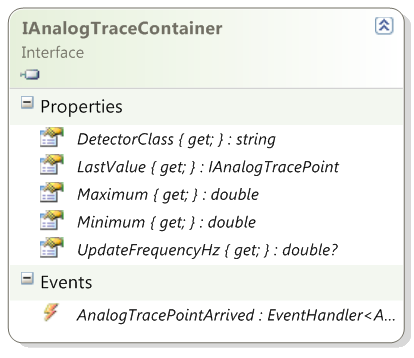 IAnalogTraceContainer
Interface
Properties
DetectorClass { get; } : string
LastValue { get; } : IAnalogTracePoint
Maximum { get; } : double
Minimum { get; } : double
UpdateFrequencyHz { get; } : double?
Events
AnalogTracePointArrived : EventHandler<A...